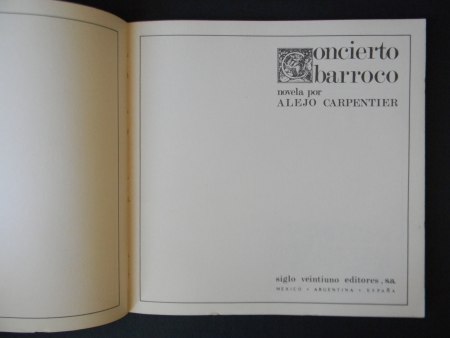 Concierto
barroco
novela por
ALEJO CARPENTIER
siglo veintiuno editores, sa
MEXICO · ARGENTINA · ESPAÑA